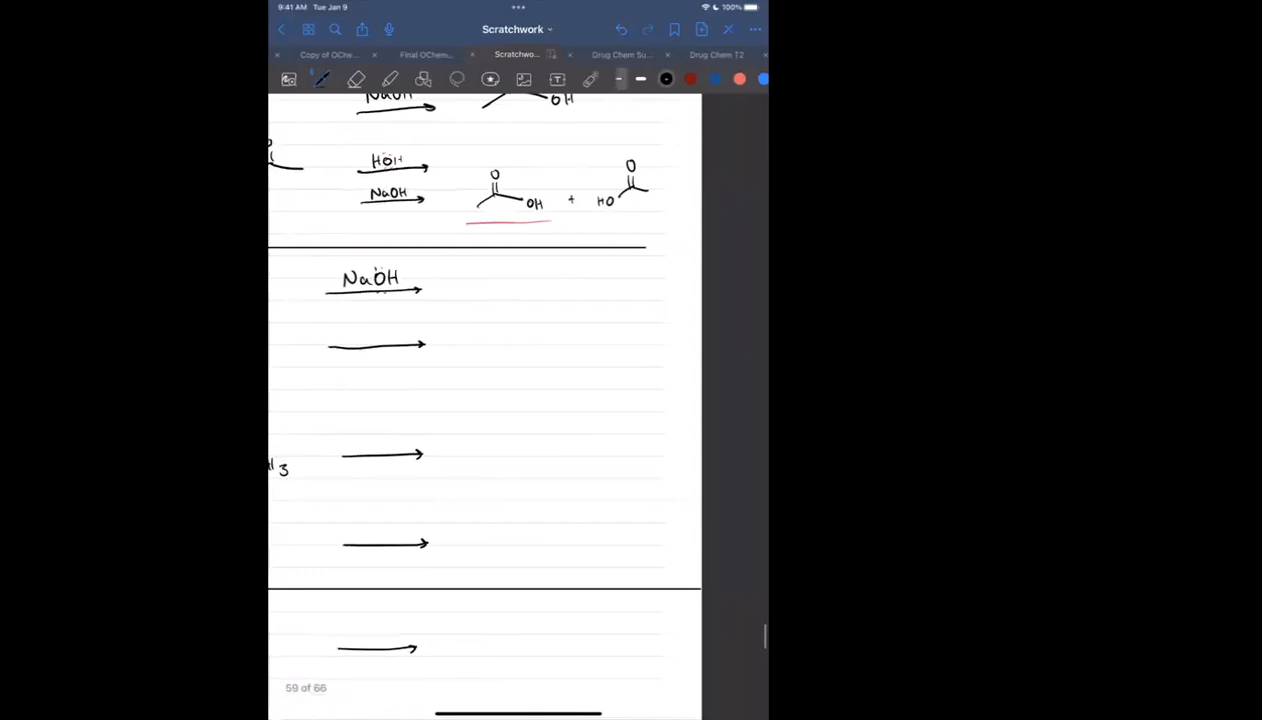 9:41 AM Tue Jan 9
100%
Scratchwork
Copy of OChe...
Final OChem...
Scratchwo...
Drug Chem Su...
Drug Chem T2
NaOH
OH
O
HOH
NaOH
O
OH
+
HO
O
NaOH
3
59 of 66